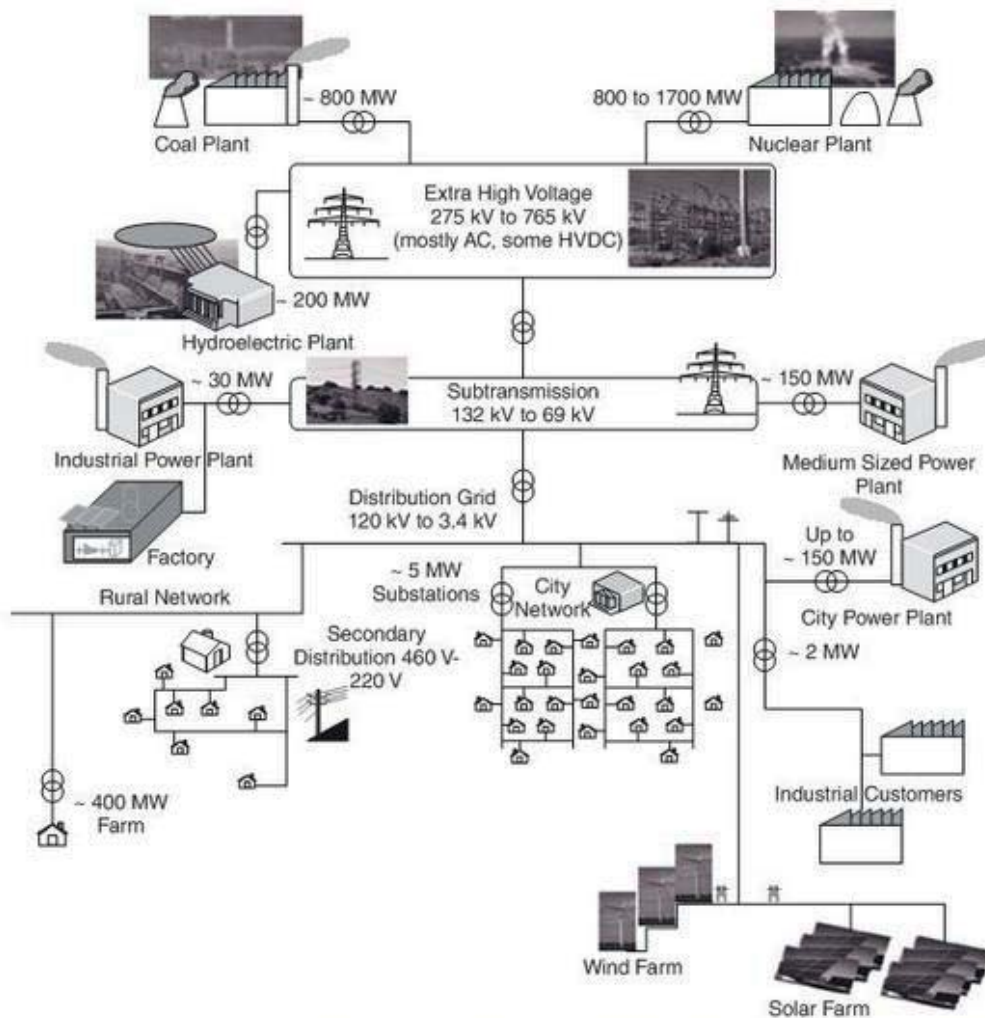 ~ 800 MW
Coal Plant
800 to 1700 MW
Nuclear Plant
Extra High Voltage
275 kV to 765 kV
(mostly AC, some HVDC)
~ 200 MW
Hydroelectric Plant
~ 30 MW
Industrial Power Plant
Subtransmission
132 kV to 69 kV
~ 150 MW
Medium Sized Power
Plant
Factory
Distribution Grid
120 kV to 3.4 kV
Up to
~ 150 MW
City Power Plant
Rural Network
~ 5 MW
Substations
City
Network
~ 2 MW
Secondary
Distribution 460 V-
220 V
~ 400 MW
Farm
Industrial Customers
Wind Farm
Solar Farm